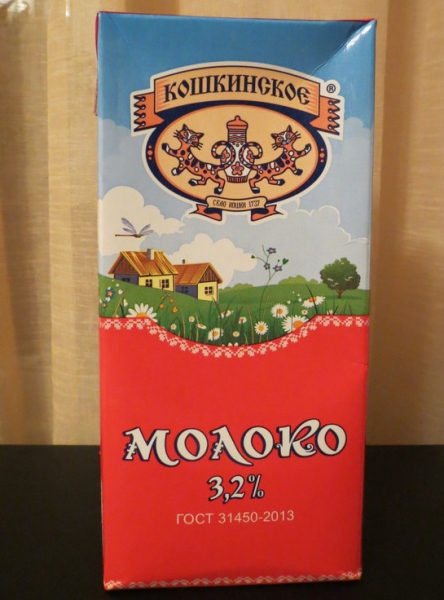 КОШКИНСКОЕ ®
СЕЛО КОШКИ 1737
МОЛОКО
3,2%
ГОСТ 31450-2013